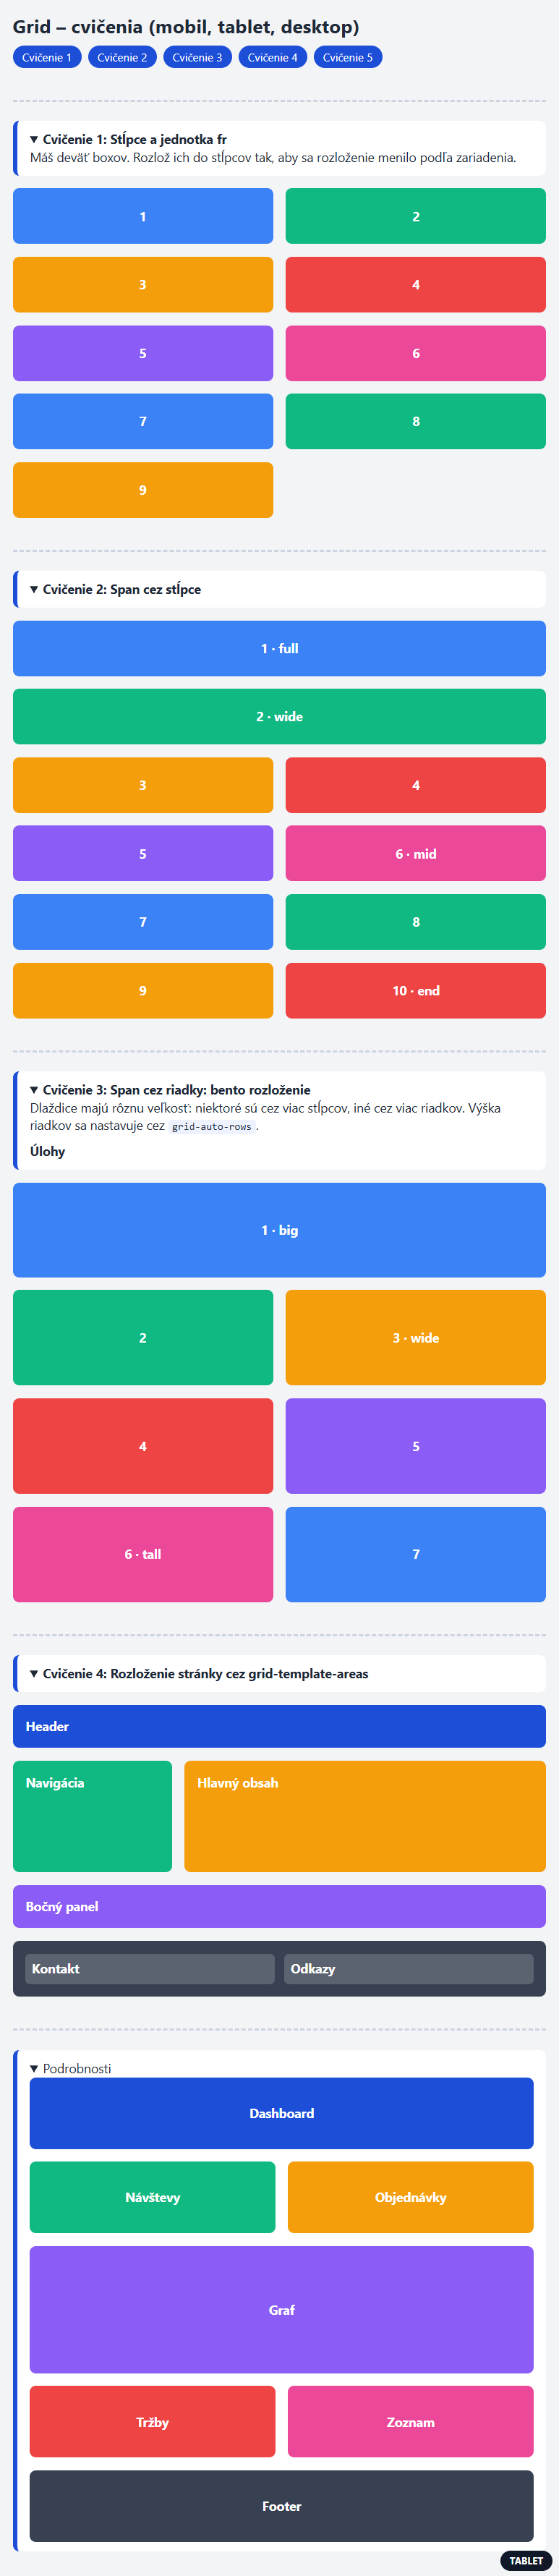 Grid – cvičenia (mobil, tablet, desktop)
Cvičenie 1
Cvičenie 2
Cvičenie 3
Cvičenie 4
Cvičenie 5
▼ Cvičenie 1: Stĺpce a jednotka fr
Máš deväť boxov. Rozlož ich do stĺpcov tak, aby sa rozloženie menilo podľa zariadenia.
1
2
3
4
5
6
7
8
9
▼ Cvičenie 2: Span cez stĺpce
1 · full
2 · wide
3
4
5
6 · mid
7
8
9
10 · end
▼ Cvičenie 3: Span cez riadky: bento rozloženie
Dlaždice majú rôznu veľkosť: niektoré sú cez viac stĺpcov, iné cez viac riadkov. Výška
riadkov sa nastavuje cez grid-auto-rows.
Úlohy
1 · big
2
3 · wide
4
5
6 · tall
7
▼ Cvičenie 4: Rozloženie stránky cez grid-template-areas
Header
Navigácia
Hlavný obsah
Bočný panel
Kontakt
Odkazy
▼ Podrobnosti
Dashboard
Návštevy
Objednávky
Graf
Tržby
Zoznam
Footer
TABLET